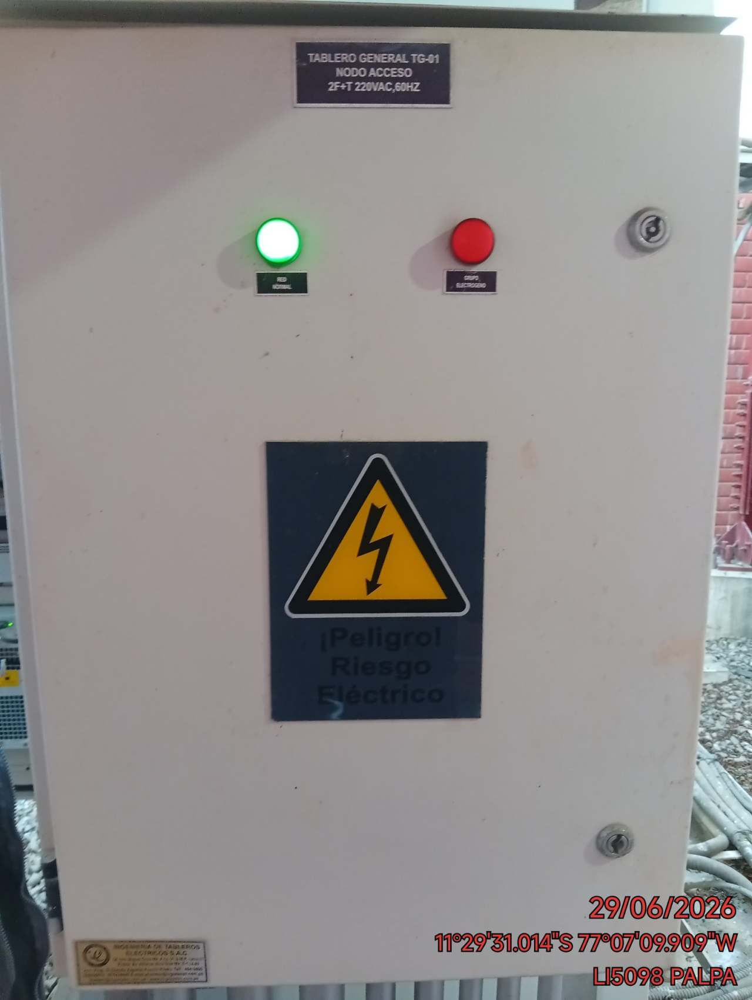 TABLERO GENERAL TG-01
NODO ACCESO
2F+T 220VAC,60HZ
RED
NORMAL
GRUPO
ELECTROGENO
¡Peligro!
Riesgo
Eléctrico
INGENIERIA DE TABLEROS
ELECTRICOS S.A.C.
29/06/2026
11°29'31.014"S 77°07'09.909"W
LI5098 PALPA